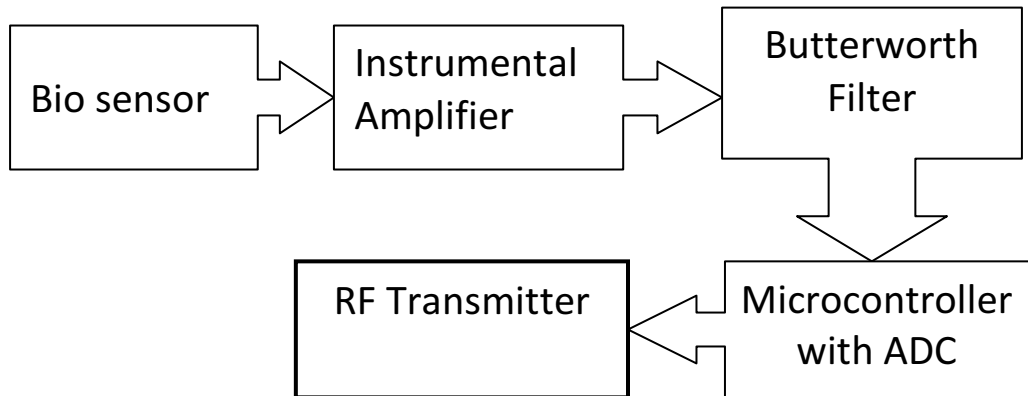 Bio sensor
Instrumental
Amplifier
Butterworth
Filter
RF Transmitter
Microcontroller
with ADC